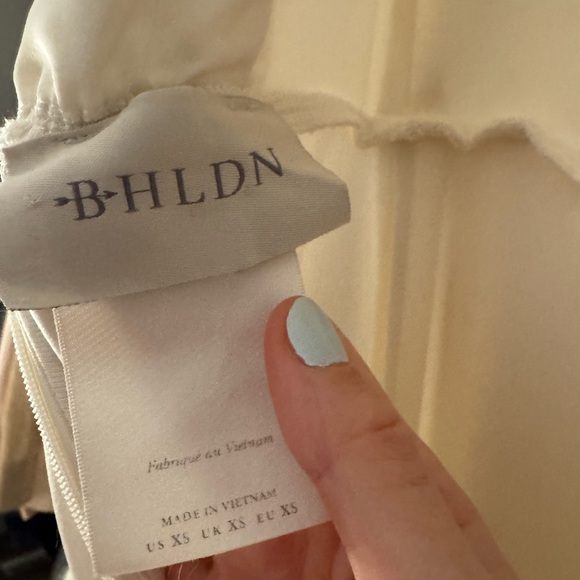 BHLDN
Fabriqué au Vietnam
MADE IN VIETNAM
US XS UK XS EU XS